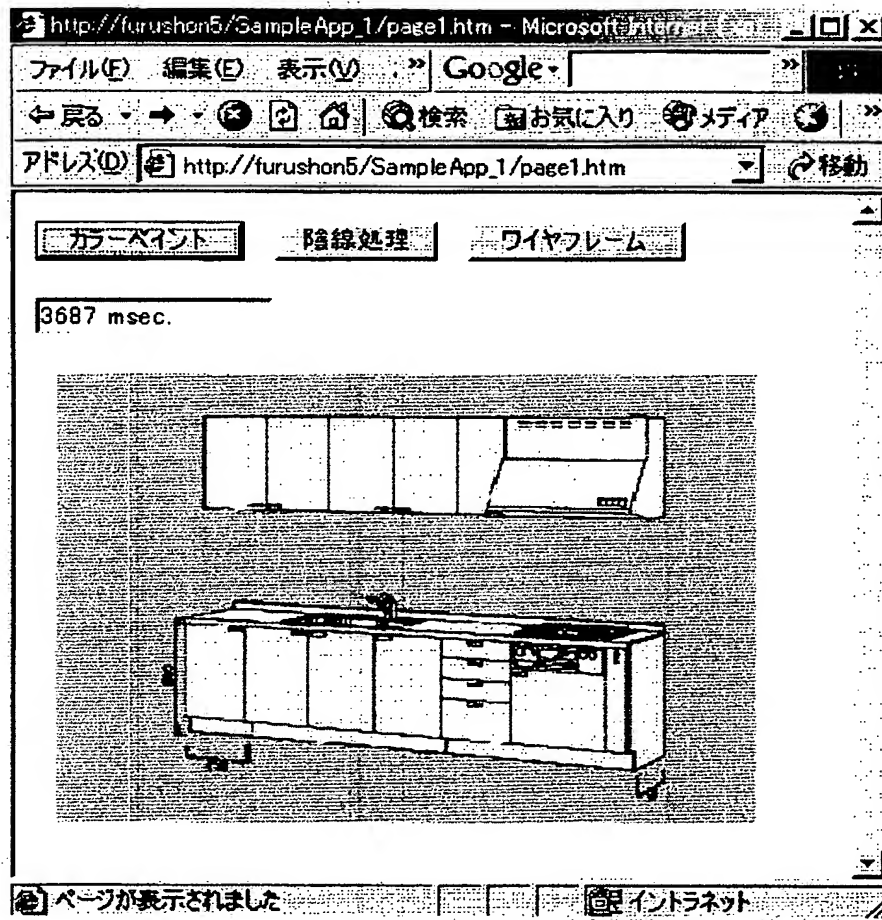 http://furushon5/SampleApp_1/page1.htm - Microsoft Internet
ファイル(F) 編集(E) 表示(V) » Google »
戻る 検索 お気に入り メディア »
アドレス(D) http://furushon5/SampleApp_1/page1.htm 移動
カラーペイント 陰線処理 ワイヤフレーム
3687 msec.
ページが表示されました イントラネット